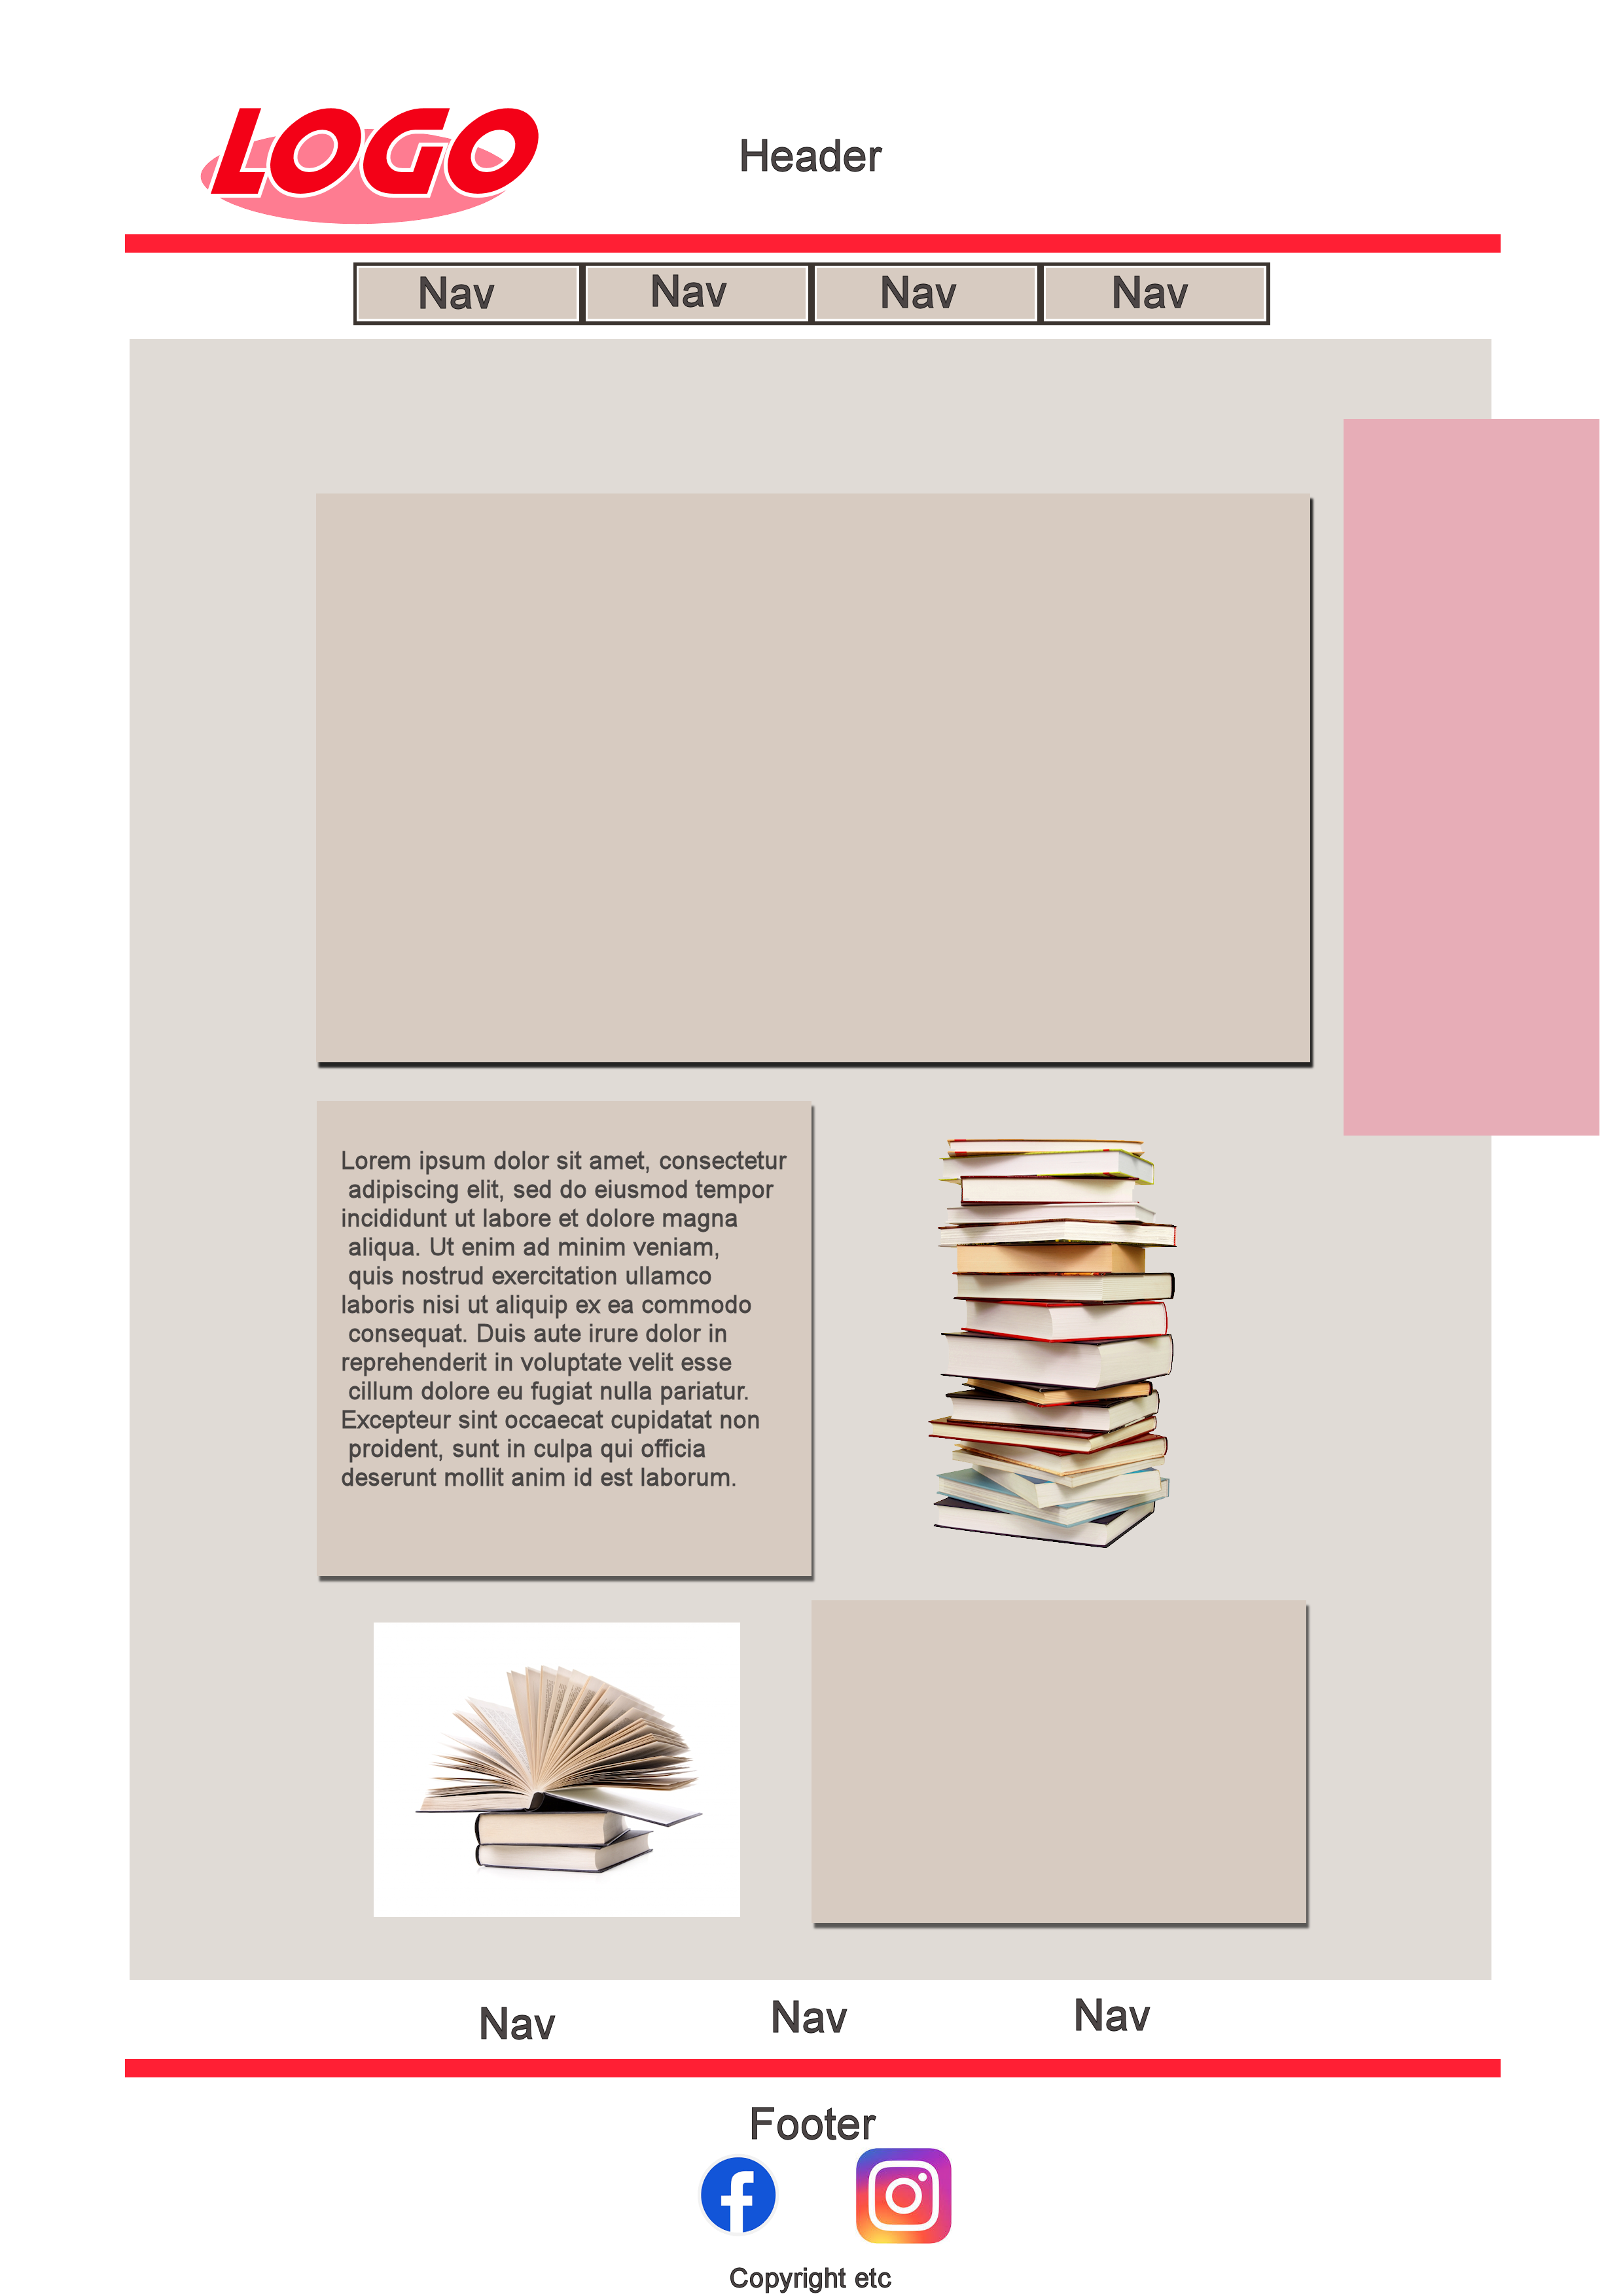 LOGO
Header
Nav Nav Nav Nav
Lorem ipsum dolor sit amet, consectetur
adipiscing elit, sed do eiusmod tempor
incididunt ut labore et dolore magna
aliqua. Ut enim ad minim veniam,
quis nostrud exercitation ullamco
laboris nisi ut aliquip ex ea commodo
consequat. Duis aute irure dolor in
reprehenderit in voluptate velit esse
cillum dolore eu fugiat nulla pariatur.
Excepteur sint occaecat cupidatat non
proident, sunt in culpa qui officia
deserunt mollit anim id est laborum.
Nav Nav Nav
Footer
Copyright etc